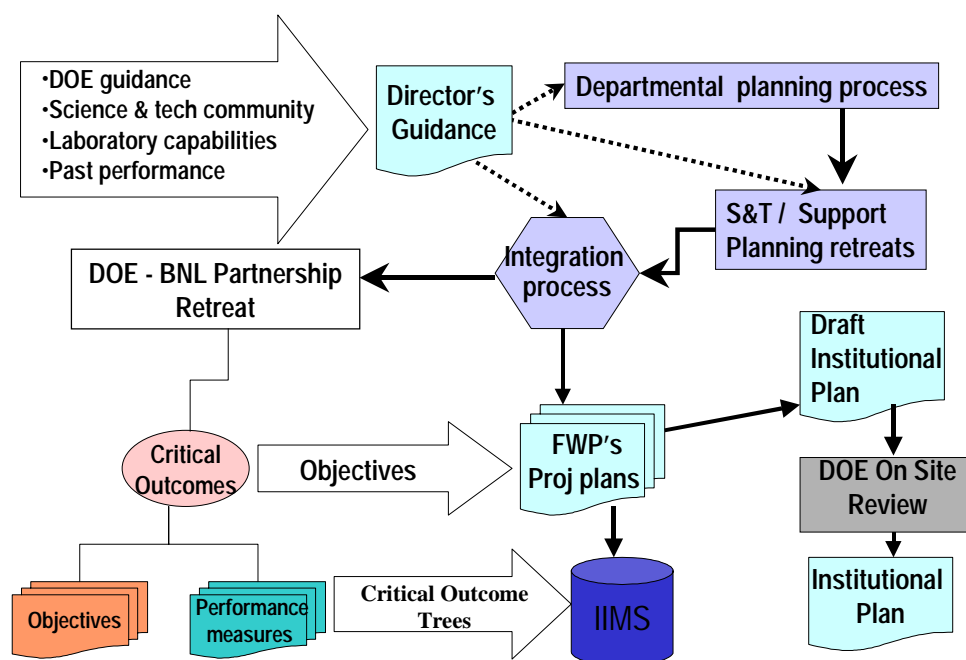 •DOE guidance
•Science & tech community
•Laboratory capabilities
•Past performance
Director's
Guidance
Departmental planning process
S&T / Support
Planning retreats
Integration
process
DOE - BNL Partnership
Retreat
Draft
Institutional
Plan
Critical
Outcomes
Objectives
FWP's
Proj plans
DOE On Site
Review
Objectives
Performance
measures
Critical Outcome
Trees
IIMS
Institutional
Plan